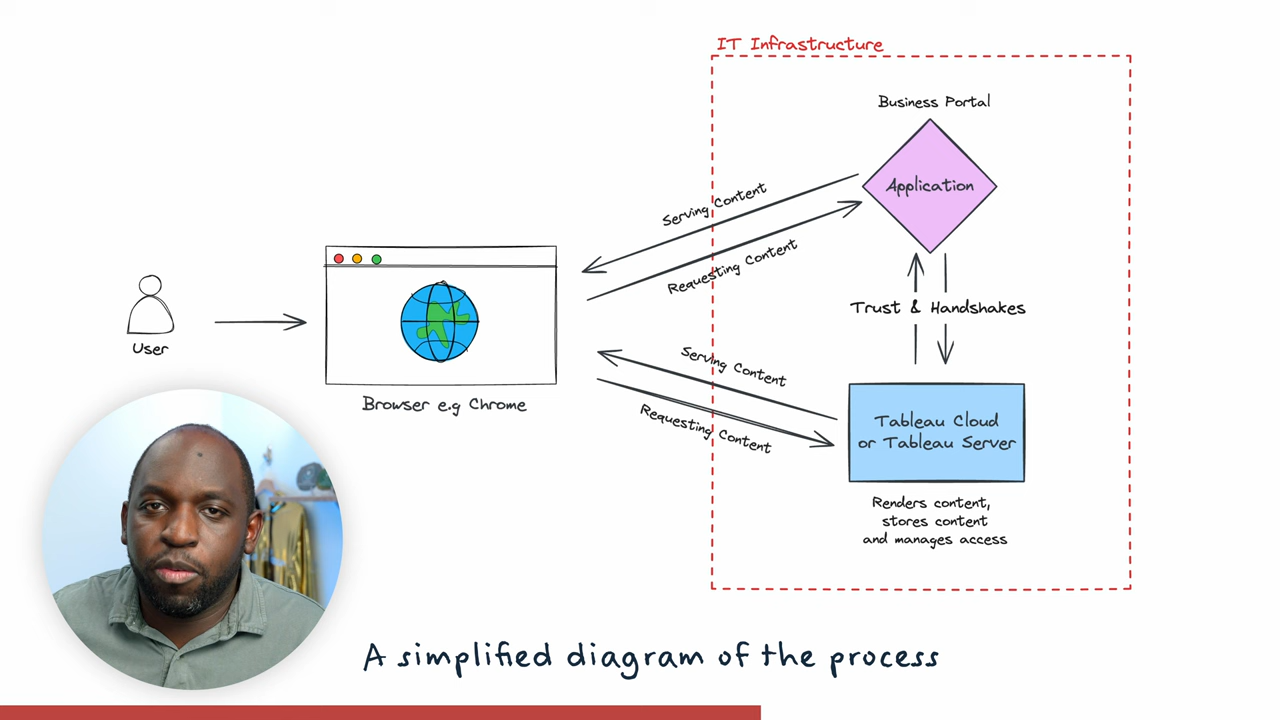 IT Infrastructure
Business Portal
Application
Serving Content
Requesting Content
Trust & Handshakes
User
Browser e.g Chrome
Serving Content
Requesting Content
Tableau Cloud
or Tableau Server
Renders content,
stores content
and manages access
A simplified diagram of the process